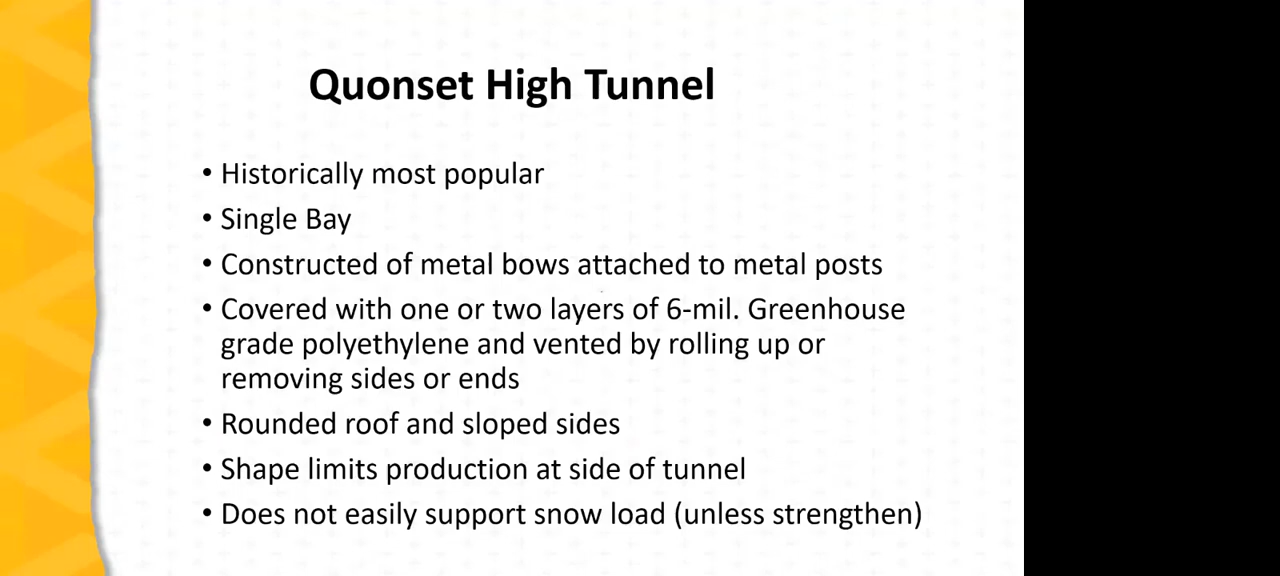 Quonset High Tunnel
• Historically most popular
• Single Bay
• Constructed of metal bows attached to metal posts
• Covered with one or two layers of 6-mil. Greenhouse
grade polyethylene and vented by rolling up or
removing sides or ends
• Rounded roof and sloped sides
• Shape limits production at side of tunnel
• Does not easily support snow load (unless strengthen)